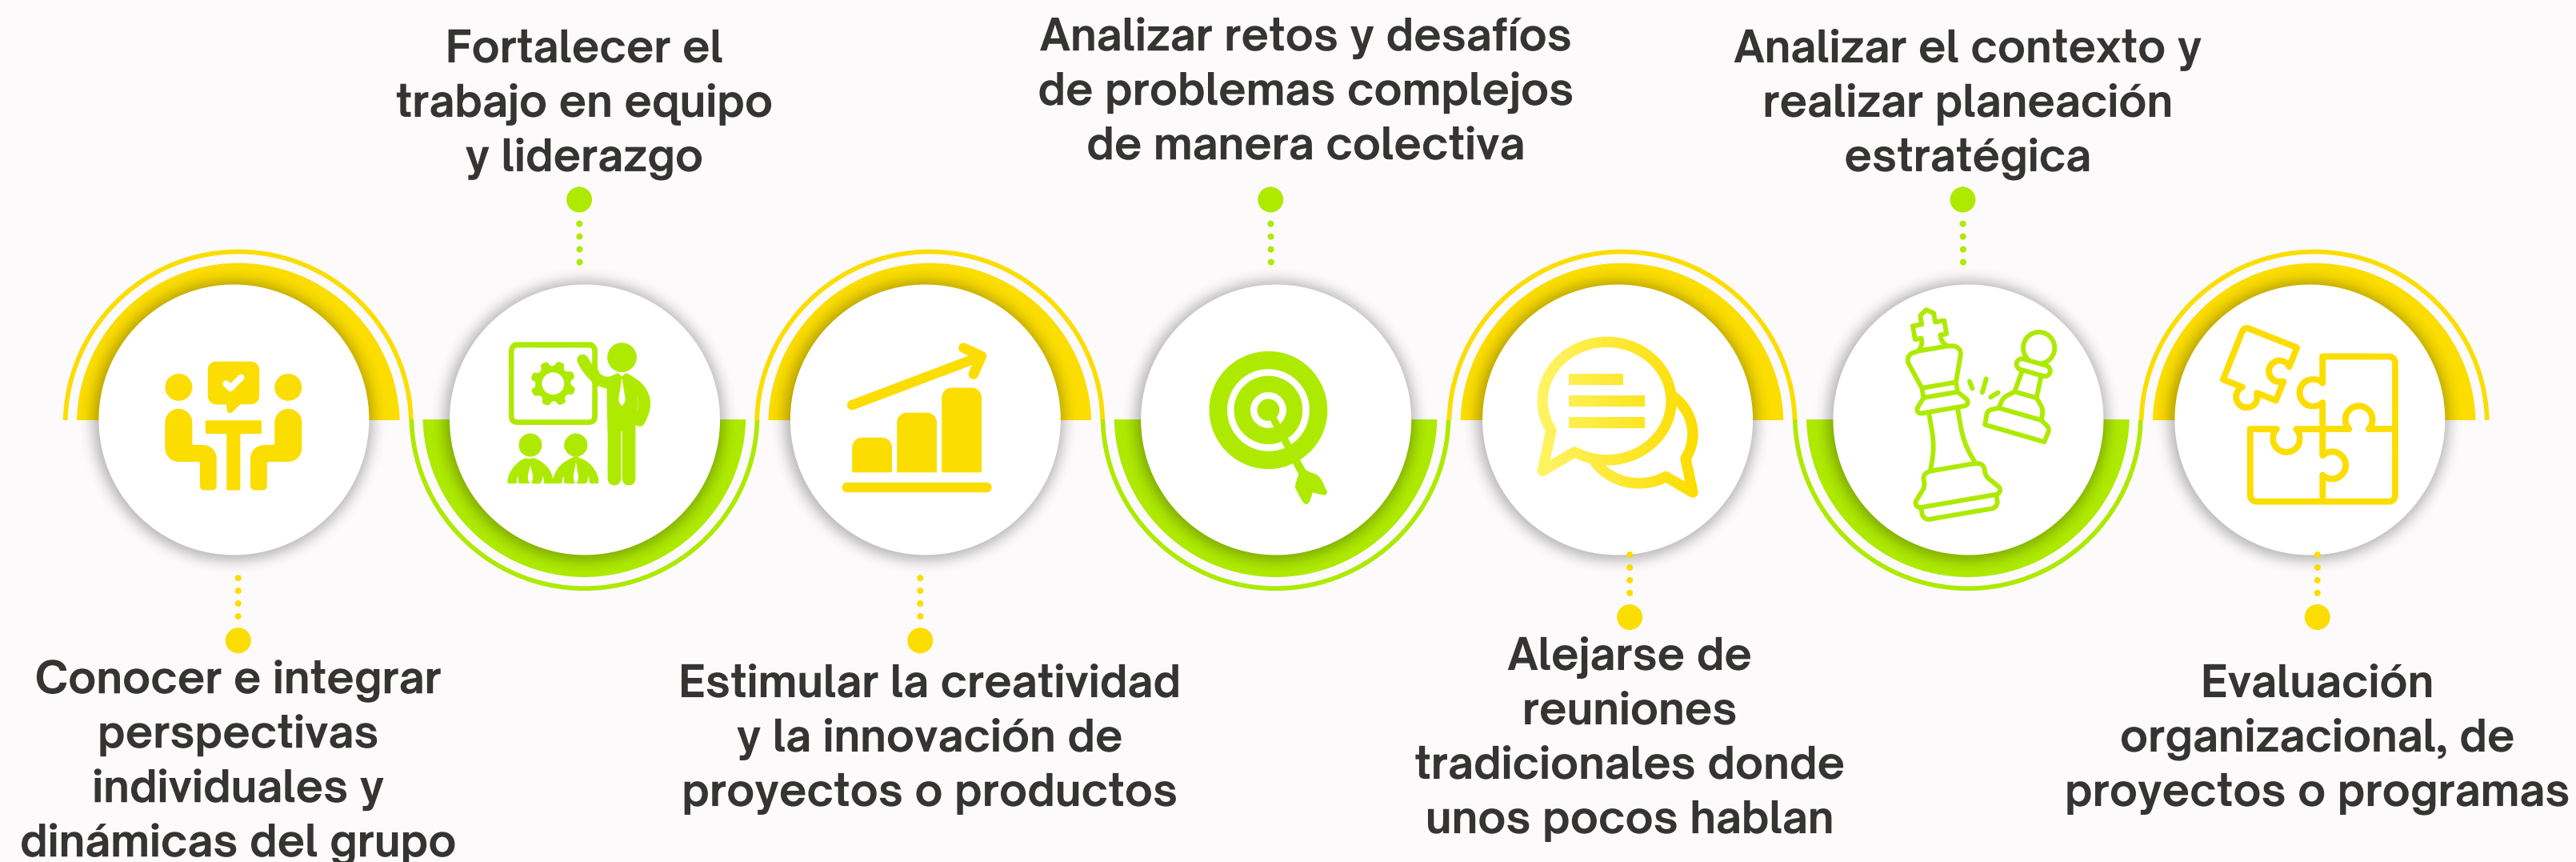 Conocer e integrar
perspectivas
individuales y
dinámicas del grupo
Fortalecer el
trabajo en equipo
y liderazgo
Estimular la creatividad
y la innovación de
proyectos o productos
Analizar retos y desafíos
de problemas complejos
de manera colectiva
Alejarse de
reuniones
tradicionales donde
unos pocos hablan
Analizar el contexto y
realizar planeación
estratégica
Evaluación
organizacional, de
proyectos o programas